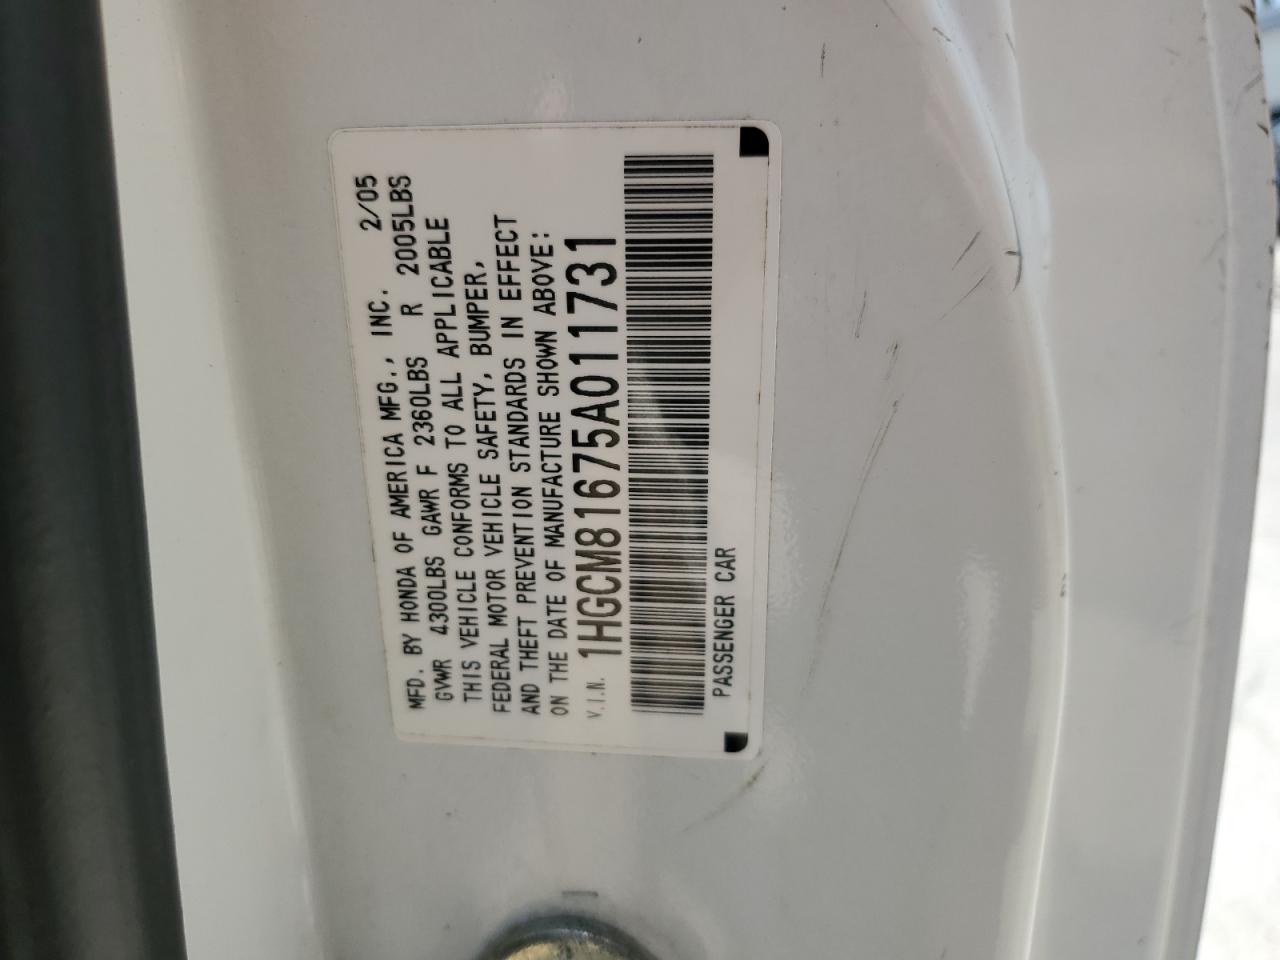 MFD. BY HONDA OF AMERICA MFG., INC. 2/05
GVWR 4300LBS GAWR F 2360LBS R 2005LBS
THIS VEHICLE CONFORMS TO ALL APPLICABLE
FEDERAL MOTOR VEHICLE SAFETY, BUMPER,
AND THEFT PREVENTION STANDARDS IN EFFECT
ON THE DATE OF MANUFACTURE SHOWN ABOVE:
V.I.N. 1HGCM81675A011731
PASSENGER CAR